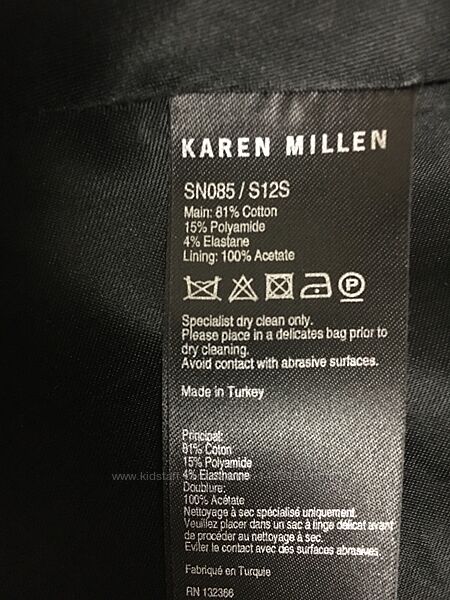 KAREN MILLEN
SN085 / S12S
Main: 81% Cotton
15% Polyamide
4% Elastane
Lining: 100% Acetate
P
Specialist dry clean only.
Please place in a delicates bag prior to
dry cleaning.
Avoid contact with abrasive surfaces.
Made in Turkey
Principal:
81% Coton
15% Polyamide
4% Elasthanne
Doublure:
100% Acétate
Nettoyage à sec spécialisé uniquement.
Veuillez placer dans un sac à linge délicat avant
de procéder au nettoyage à sec.
Eviter le contact avec des surfaces abrasives.
Fabriqué en Turquie
RN 132366